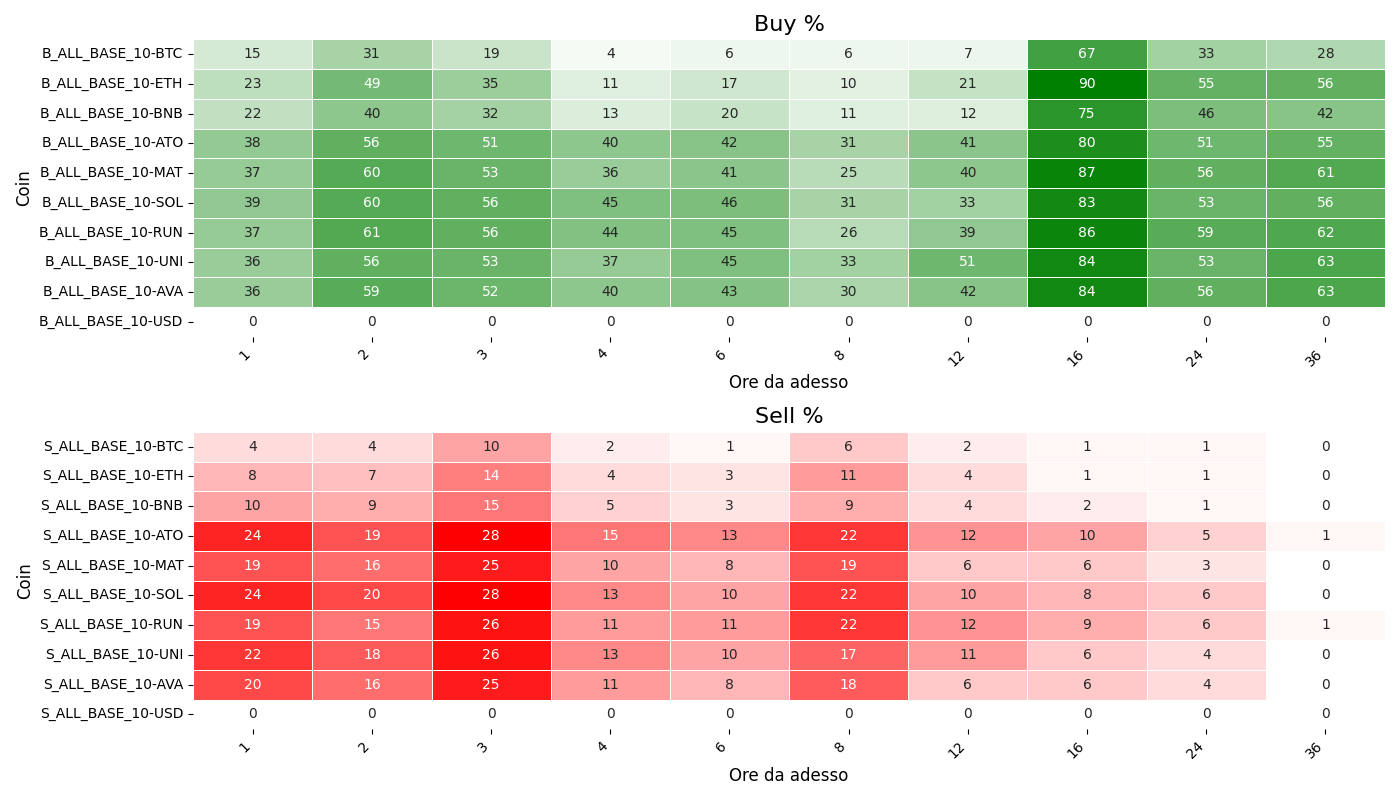 Buy %
Coin
B_ALL_BASE_10-BTC 15 31 19 4 6 6 7 67 33 28
B_ALL_BASE_10-ETH 23 49 35 11 17 10 21 90 55 56
B_ALL_BASE_10-BNB 22 40 32 13 20 11 12 75 46 42
B_ALL_BASE_10-ATO 38 56 51 40 42 31 41 80 51 55
B_ALL_BASE_10-MAT 37 60 53 36 41 25 40 87 56 61
B_ALL_BASE_10-SOL 39 60 56 45 46 31 33 83 53 56
B_ALL_BASE_10-RUN 37 61 56 44 45 26 39 86 59 62
B_ALL_BASE_10-UNI 36 56 53 37 45 33 51 84 53 63
B_ALL_BASE_10-AVA 36 59 52 40 43 30 42 84 56 63
B_ALL_BASE_10-USD 0 0 0 0 0 0 0 0 0 0
1 2 3 4 6 8 12 16 24 36
Ore da adesso
Sell %
Coin
S_ALL_BASE_10-BTC 4 4 10 2 1 6 2 1 1 0
S_ALL_BASE_10-ETH 8 7 14 4 3 11 4 1 1 0
S_ALL_BASE_10-BNB 10 9 15 5 3 9 4 2 1 0
S_ALL_BASE_10-ATO 24 19 28 15 13 22 12 10 5 1
S_ALL_BASE_10-MAT 19 16 25 10 8 19 6 6 3 0
S_ALL_BASE_10-SOL 24 20 28 13 10 22 10 8 6 0
S_ALL_BASE_10-RUN 19 15 26 11 11 22 12 9 6 1
S_ALL_BASE_10-UNI 22 18 26 13 10 17 11 6 4 0
S_ALL_BASE_10-AVA 20 16 25 11 8 18 6 6 4 0
S_ALL_BASE_10-USD 0 0 0 0 0 0 0 0 0 0
1 2 3 4 6 8 12 16 24 36
Ore da adesso